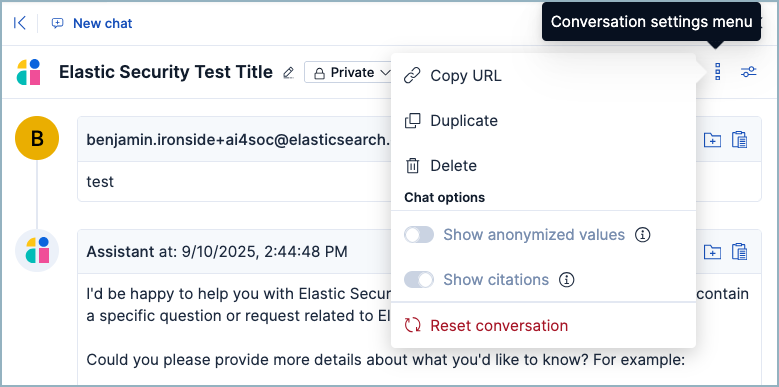 New chat
Conversation settings menu
Elastic Security Test Title
Private
Copy URL
Duplicate
Delete
Chat options
Show anonymized values
Show citations
Reset conversation
B
benjamin.ironside+ai4soc@elasticsearch.
test
Assistant at: 9/10/2025, 2:44:48 PM
I'd be happy to help you with Elastic Secur
contain
a specific question or request related to El
Could you please provide more details about what you'd like to know? For example: